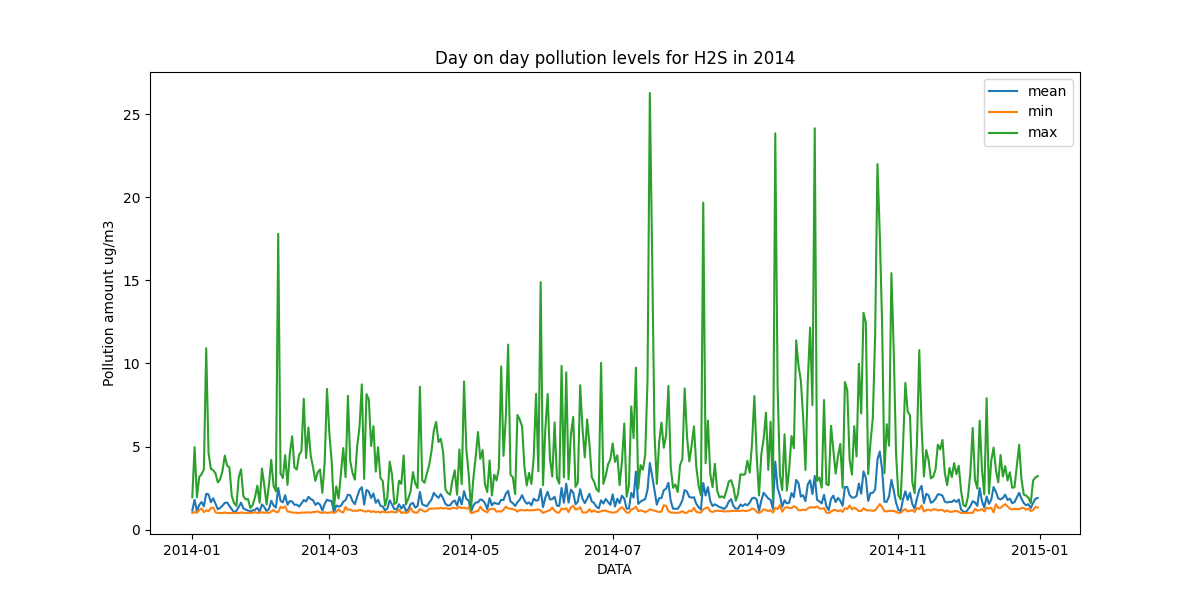 Day on day pollution levels for H2S in 2014
mean
min
max
Pollution amount ug/m3
25
20
15
10
5
0
2014-01
2014-03
2014-05
2014-07
2014-09
2014-11
2015-01
DATA